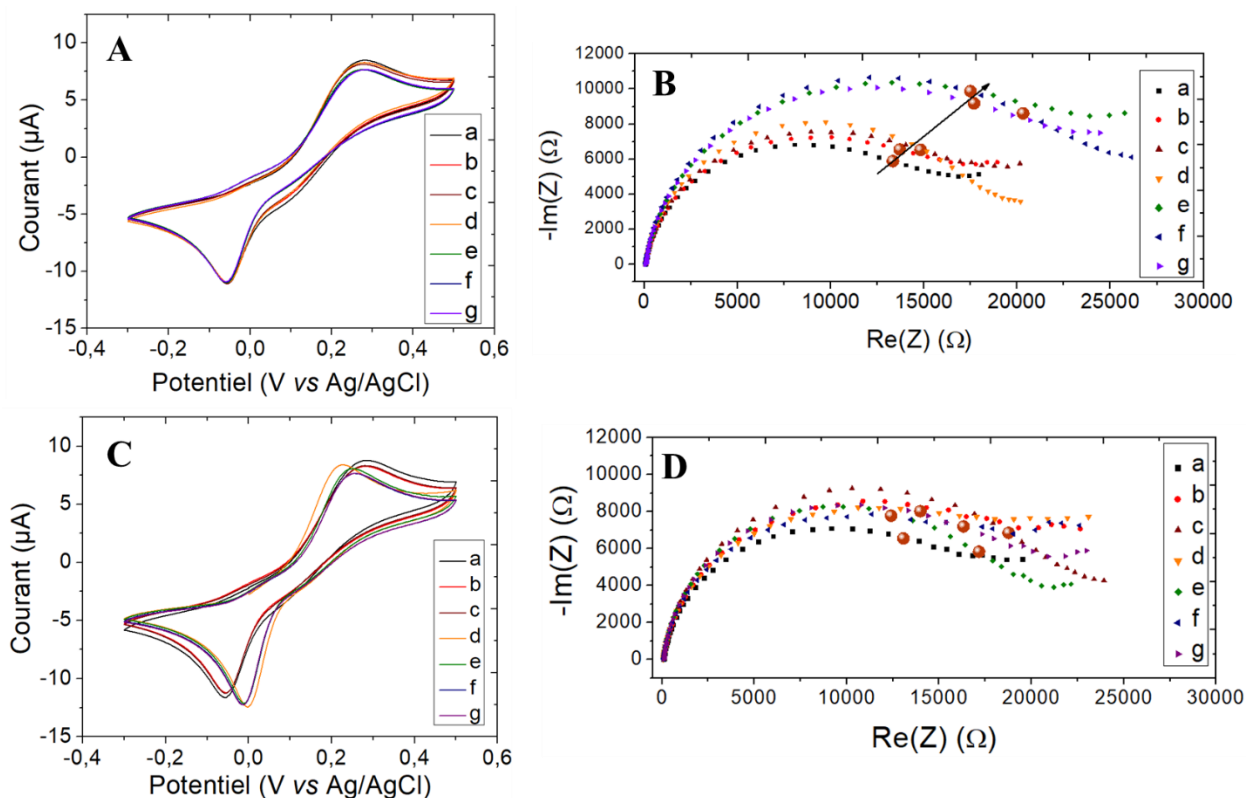 A
Courant (µA)
10
5
0
-5
-10
-15
-0,4
-0,2
0,0
0,2
0,4
0,6
Potentiel (V vs Ag/AgCl)
a
b
c
d
e
f
g
B
-Im(Z) (Ω)
12000
10000
8000
6000
4000
2000
0
0
5000
10000
15000
20000
25000
30000
Re(Z) (Ω)
a
b
c
d
e
f
g
C
Courant (µA)
10
5
0
-5
-10
-15
-0,4
-0,2
0,0
0,2
0,4
0,6
Potentiel (V vs Ag/AgCl)
a
b
c
d
e
f
g
D
-Im(Z) (Ω)
12000
10000
8000
6000
4000
2000
0
0
5000
10000
15000
20000
25000
30000
Re(Z) (Ω)
a
b
c
d
e
f
g